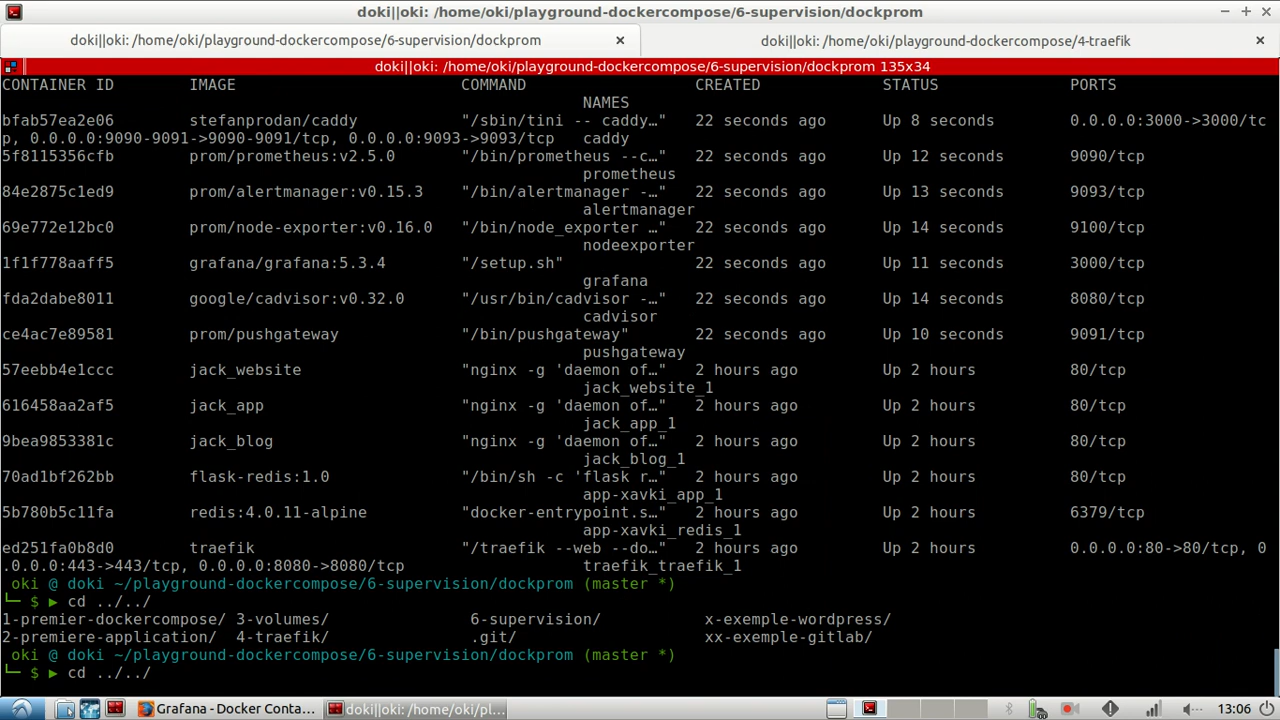 doki||oki: /home/oki/playground-dockercompose/6-supervision/dockprom
doki||oki: /home/oki/playground-dockercompose/6-supervision/dockprom
doki||oki: /home/oki/playground-dockercompose/4-traefik
doki||oki: /home/oki/playground-dockercompose/6-supervision/dockprom 135x34
CONTAINER ID IMAGE COMMAND CREATED STATUS PORTS
NAMES
bfab57ea2e06 stefanprodan/caddy "/sbin/tini -- caddy…" 22 seconds ago Up 8 seconds 0.0.0.0:3000->3000/tc
p, 0.0.0.0:9090-9091->9090-9091/tcp, 0.0.0.0:9093->9093/tcp caddy
5f8115356cfb prom/prometheus:v2.5.0 "/bin/prometheus --c…" 22 seconds ago Up 12 seconds 9090/tcp
prometheus
84e2875c1ed9 prom/alertmanager:v0.15.3 "/bin/alertmanager -…" 22 seconds ago Up 13 seconds 9093/tcp
alertmanager
69e772e12bc0 prom/node-exporter:v0.16.0 "/bin/node_exporter …" 22 seconds ago Up 14 seconds 9100/tcp
nodeexporter
1f1f778aaff5 grafana/grafana:5.3.4 "/setup.sh" 22 seconds ago Up 11 seconds 3000/tcp
grafana
fda2dabe8011 google/cadvisor:v0.32.0 "/usr/bin/cadvisor -…" 22 seconds ago Up 14 seconds 8080/tcp
cadvisor
ce4ac7e89581 prom/pushgateway "/bin/pushgateway" 22 seconds ago Up 10 seconds 9091/tcp
pushgateway
57eebb4e1ccc jack_website "nginx -g 'daemon of…" 2 hours ago Up 2 hours 80/tcp
jack_website_1
616458aa2af5 jack_app "nginx -g 'daemon of…" 2 hours ago Up 2 hours 80/tcp
jack_app_1
9bea9853381c jack_blog "nginx -g 'daemon of…" 2 hours ago Up 2 hours 80/tcp
jack_blog_1
70ad1bf262bb flask-redis:1.0 "/bin/sh -c 'flask r…" 2 hours ago Up 2 hours 80/tcp
app-xavki_app_1
5b780b5c11fa redis:4.0.11-alpine "docker-entrypoint.s…" 2 hours ago Up 2 hours 6379/tcp
app-xavki_redis_1
ed251fa0b8d0 traefik "/traefik --web --do…" 2 hours ago Up 2 hours 0.0.0.0:80->80/tcp, 0
.0.0.0:443->443/tcp, 0.0.0.0:8080->8080/tcp traefik_traefik_1
oki @ doki ~/playground-dockercompose/6-supervision/dockprom (master *)
└─ $ ▶ cd ../../
1-premier-dockercompose/ 3-volumes/ 6-supervision/ x-exemple-wordpress/
2-premiere-application/ 4-traefik/ .git/ xx-exemple-gitlab/
oki @ doki ~/playground-dockercompose/6-supervision/dockprom (master *)
└─ $ ▶ cd ../../
Grafana - Docker Conta...
doki||oki: /home/oki/pl...
13:06